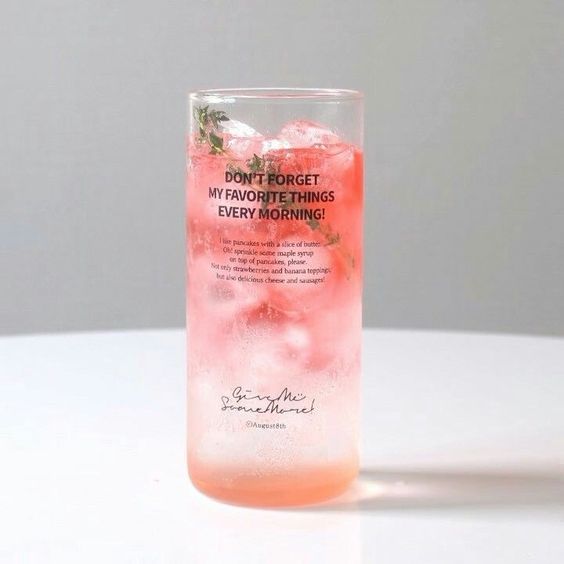 DON'T FORGET
MY FAVORITE THINGS
EVERY MORNING!
I like pancakes with a slice of butter.
Oh! sprinkle some maple syrup
on top of pancakes, please.
Not only strawberries and banana toppings,
but also delicious cheese and sausages!
Give Me
Some More!
©August8th